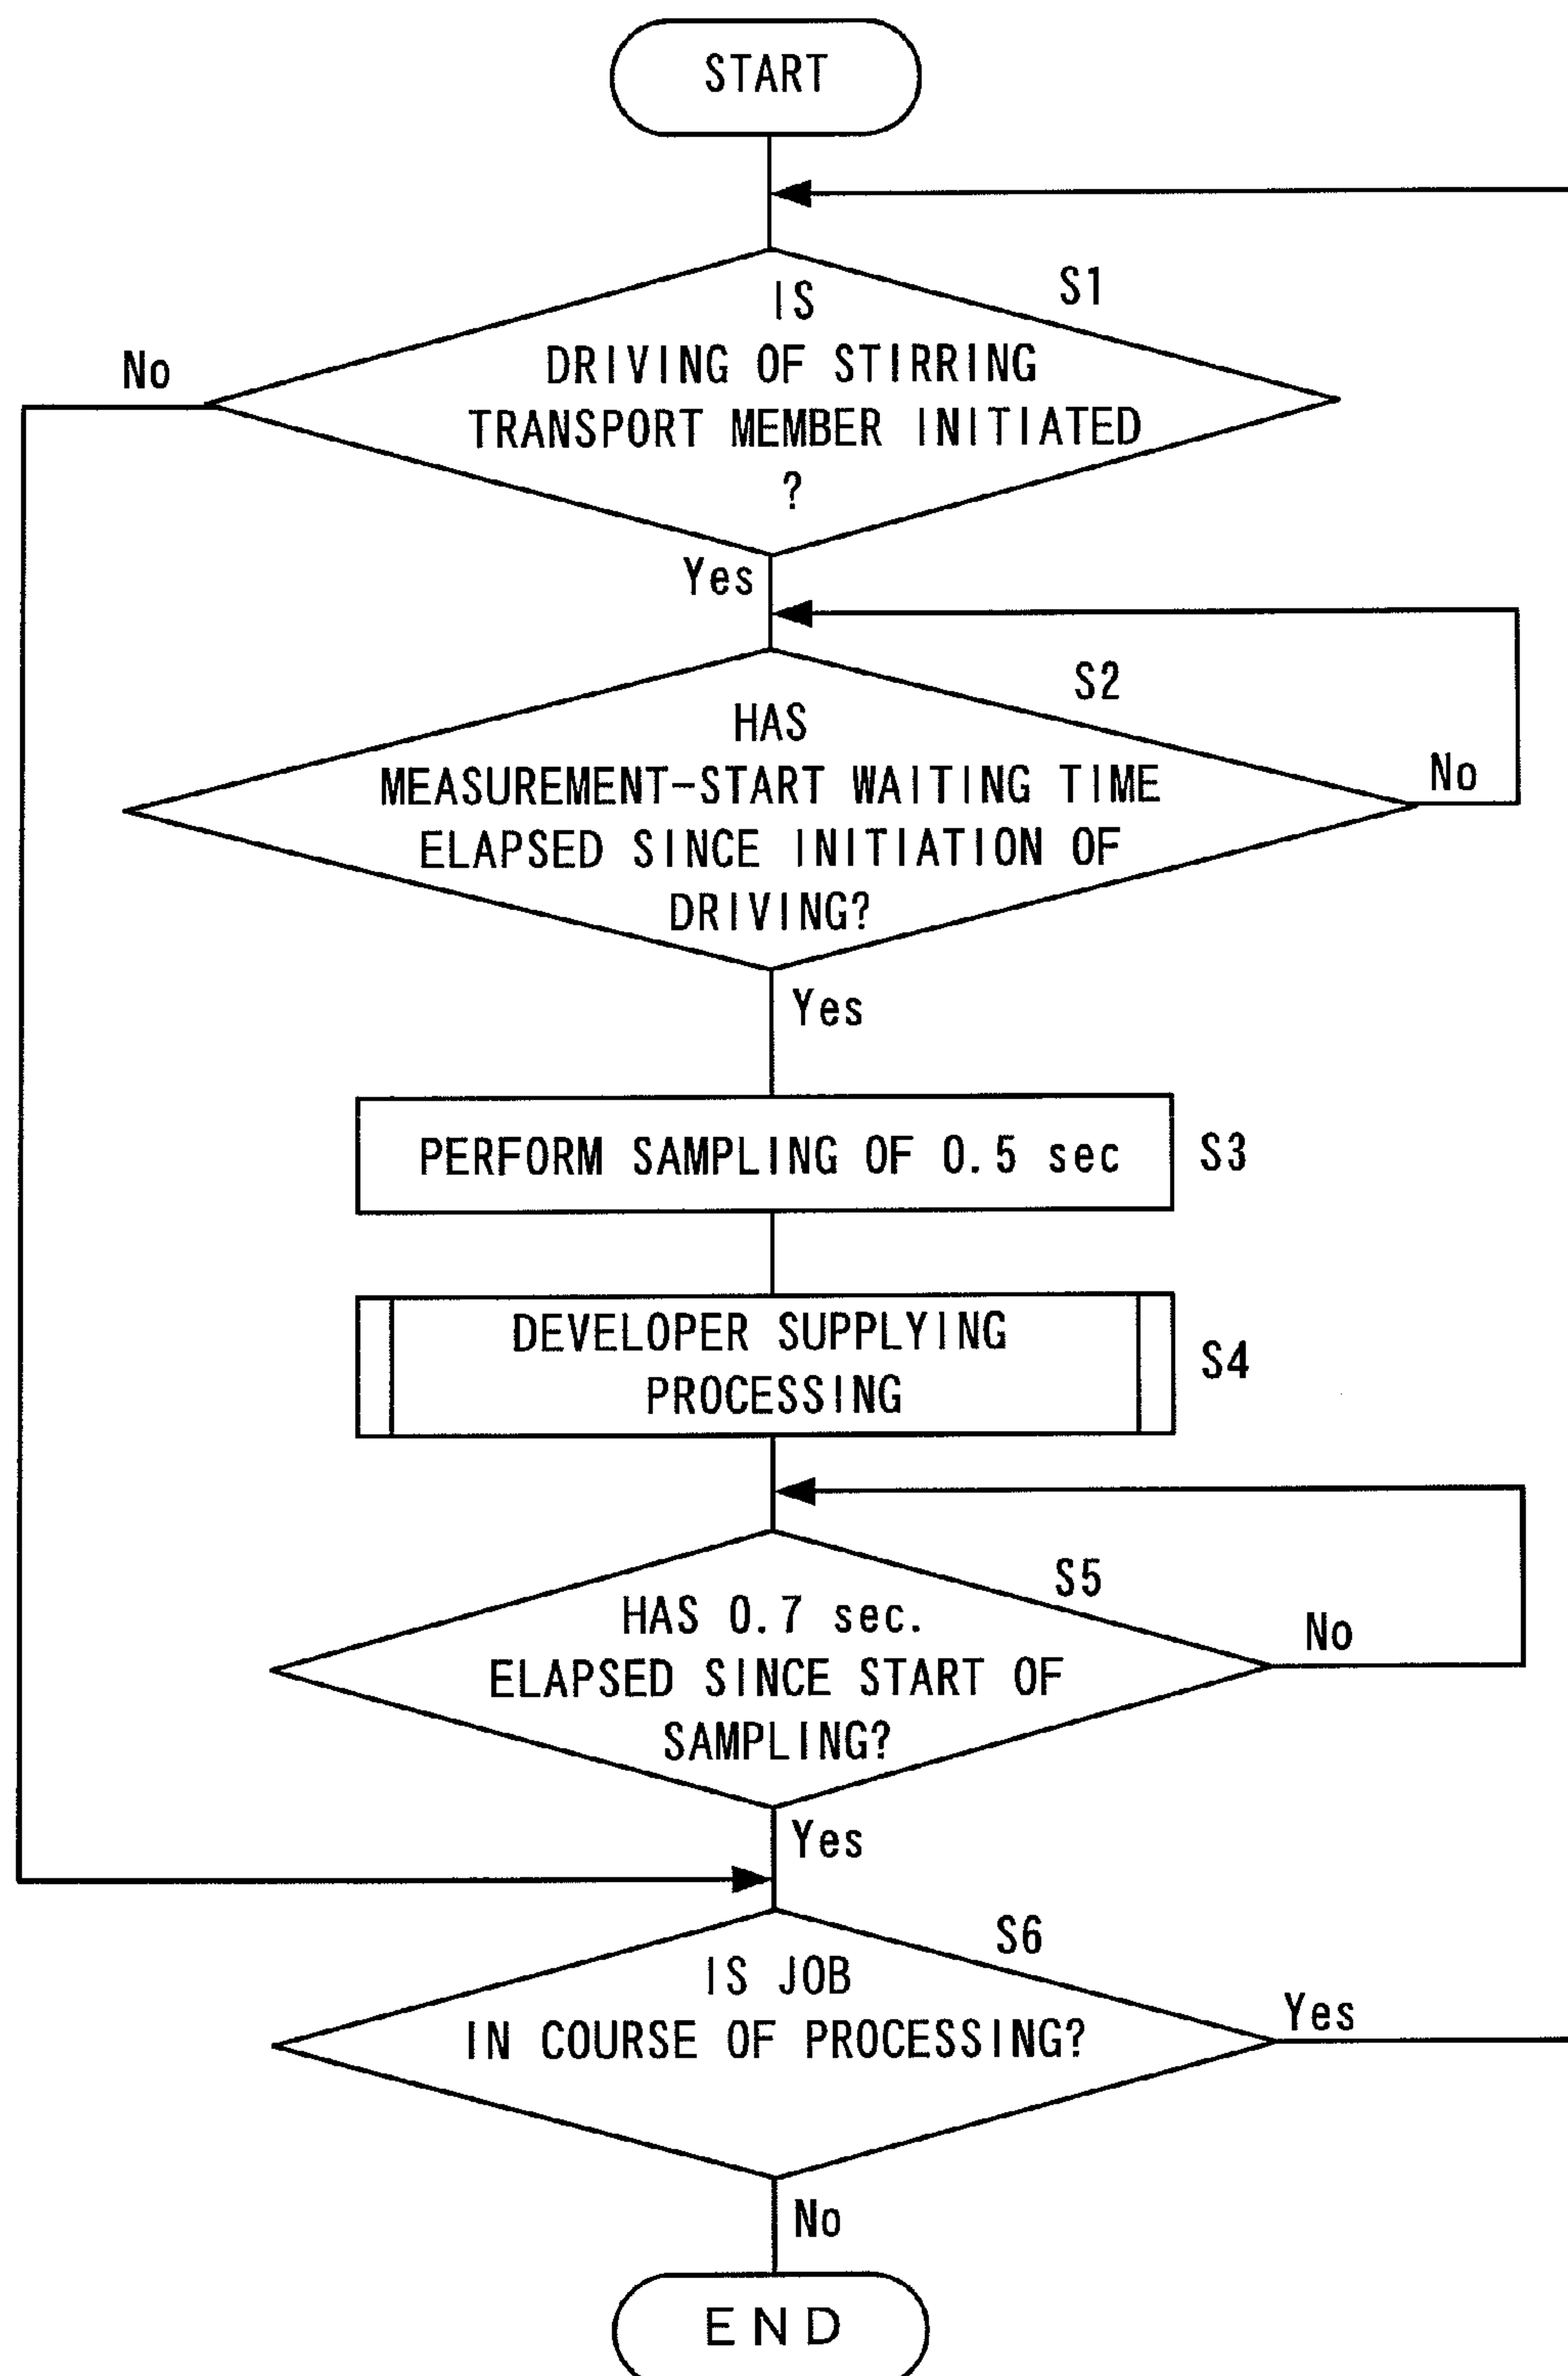 START
S1
IS
DRIVING OF STIRRING
TRANSPORT MEMBER INITIATED
?
No
Yes
S2
HAS
MEASUREMENT-START WAITING TIME
ELAPSED SINCE INITIATION OF
DRIVING?
No
Yes
PERFORM SAMPLING OF 0.5 sec
S3
DEVELOPER SUPPLYING
PROCESSING
S4
S5
HAS 0.7 sec.
ELAPSED SINCE START OF
SAMPLING?
No
Yes
S6
IS JOB
IN COURSE OF PROCESSING?
Yes
No
END